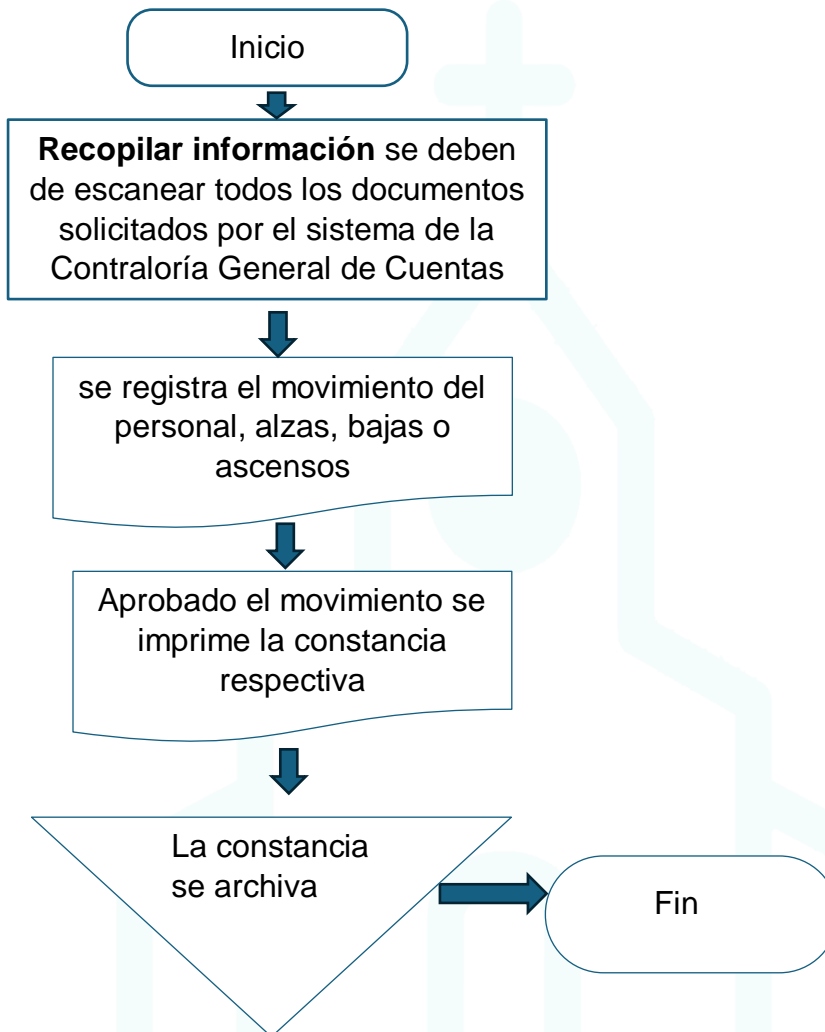 Inicio
Recopilar información se deben
de escanear todos los documentos
solicitados por el sistema de la
Contraloría General de Cuentas
se registra el movimiento del
personal, alzas, bajas o
ascensos
Aprobado el movimiento se
imprime la constancia
respectiva
La constancia
se archiva
Fin